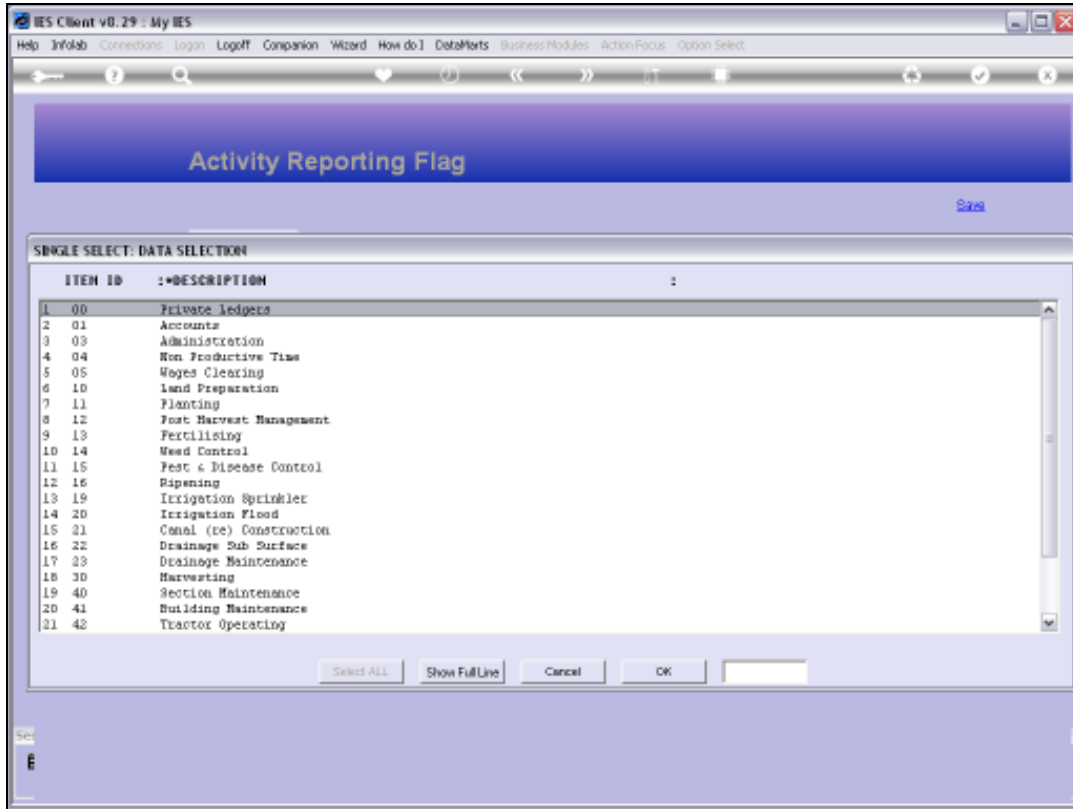 IES Client v8.29 : My IES
Help Infolab Connections Logon Logoff Companion Wizard How do I DataMarts Business Modules Action Focus Option Select
Activity Reporting Flag
Save
SINGLE SELECT: DATA SELECTION
ITEM ID :*DESCRIPTION :
1 00 Private Ledgers
2 01 Accounts
3 03 Administration
4 04 Non Productive Time
5 05 Wages Clearing
6 10 land Preparation
7 11 Planting
8 12 Post Harvest Management
9 13 Fertilising
10 14 Weed Control
11 15 Pest & Disease Control
12 16 Ripening
13 19 Irrigation Sprinkler
14 20 Irrigation Flood
15 21 Canal (re) Construction
16 22 Drainage Sub Surface
17 23 Drainage Maintenance
18 30 Harvesting
19 40 Section Maintenance
20 41 Building Maintenance
21 42 Tractor Operating
Select ALL Show Full Line Cancel OK